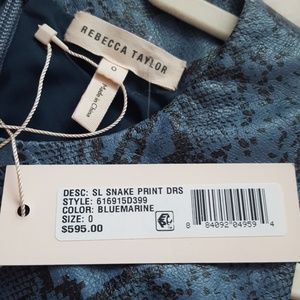 REBECCA TAYLOR
0
Made in China
DESC: SL SNAKE PRINT DRS
STYLE: 616915D399
COLOR: BLUEMARINE
SIZE: 0
$595.00
8 84092 04959 4